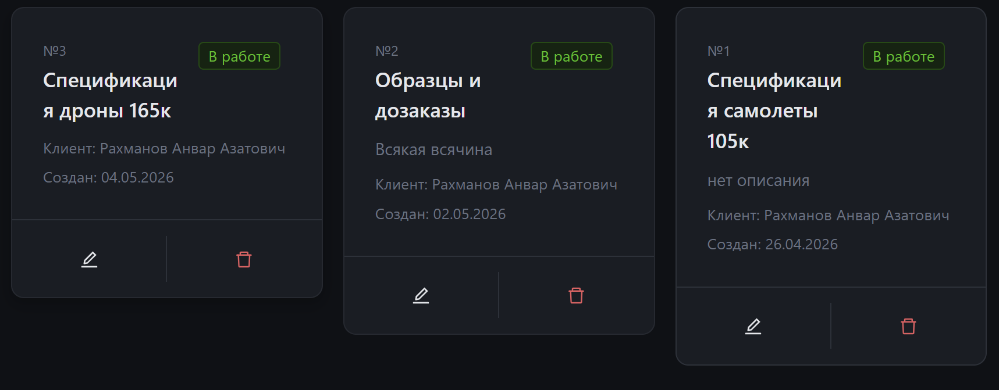 №3
В работе
Спецификаци
я дроны 165к
Клиент: Рахманов Анвар Азатович
Создан: 04.05.2026
№2
В работе
Образцы и
дозаказы
Всякая всячина
Клиент: Рахманов Анвар Азатович
Создан: 02.05.2026
№1
В работе
Спецификаци
я самолеты
105к
нет описания
Клиент: Рахманов Анвар Азатович
Создан: 26.04.2026